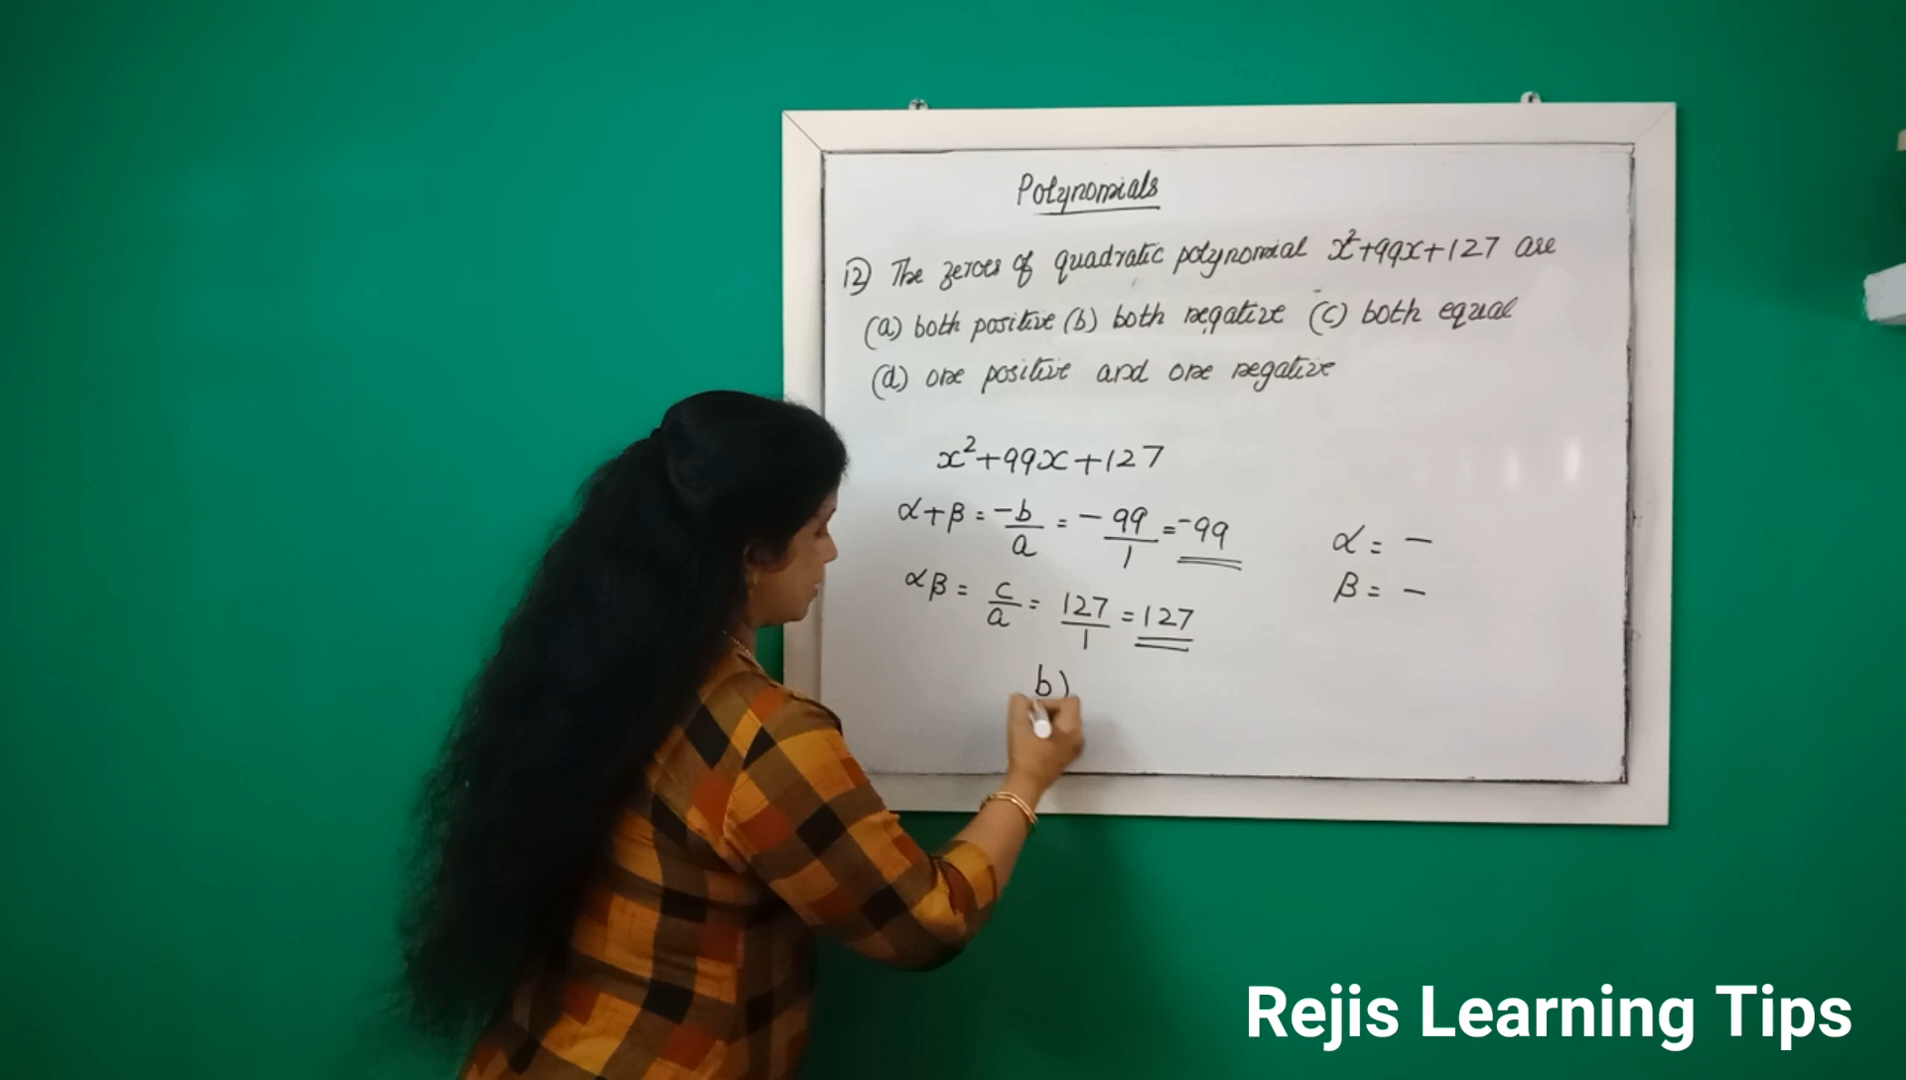 Polynomials
12) The zeroes of quadratic polynomial x²+99x+127 are
(a) both positive (b) both negative (c) both equal
(d) one positive and one negative
x²+99x+127
α+β = -b/a = -99/1 = -99
α = -
αβ = c/a = 127/1 = 127
β = -
b)
Rejis Learning Tips